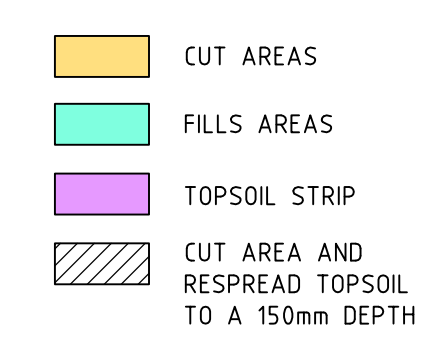 CUT AREAS
FILLS AREAS
TOPSOIL STRIP
CUT AREA AND
RESPREAD TOPSOIL
TO A 150mm DEPTH